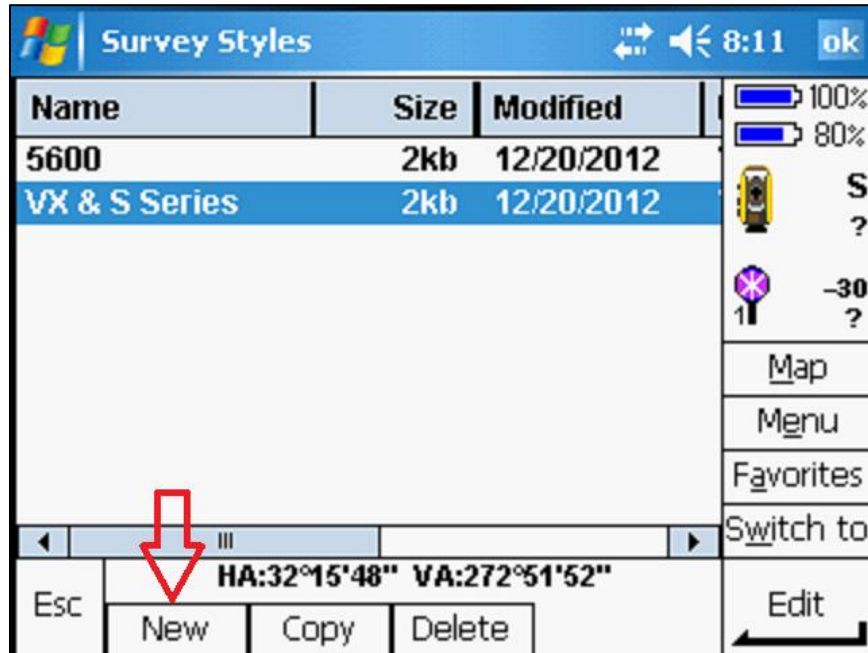 Survey Styles 8:11 ok
Name Size Modified
100%
80%
5600 2kb 12/20/2012
VX & S Series 2kb 12/20/2012
S
?
-30
1 ?
Map
Menu
Favorites
Switch to
HA:32°15'48" VA:272°51'52"
Esc New Copy Delete Edit